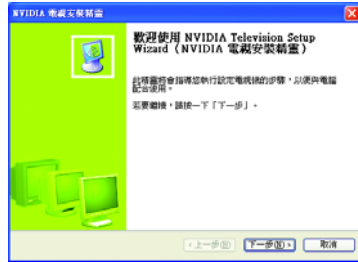 NVIDIA 電視安裝精靈
歡迎使用 NVIDIA Television Setup
Wizard（NVIDIA 電視安裝精靈）
此精靈將會指導您執行設定電視機的步驟，以便與電腦
配合使用。
若要繼續，請按一下「下一步」。
<上一步(B) 下一步(N)> 取消